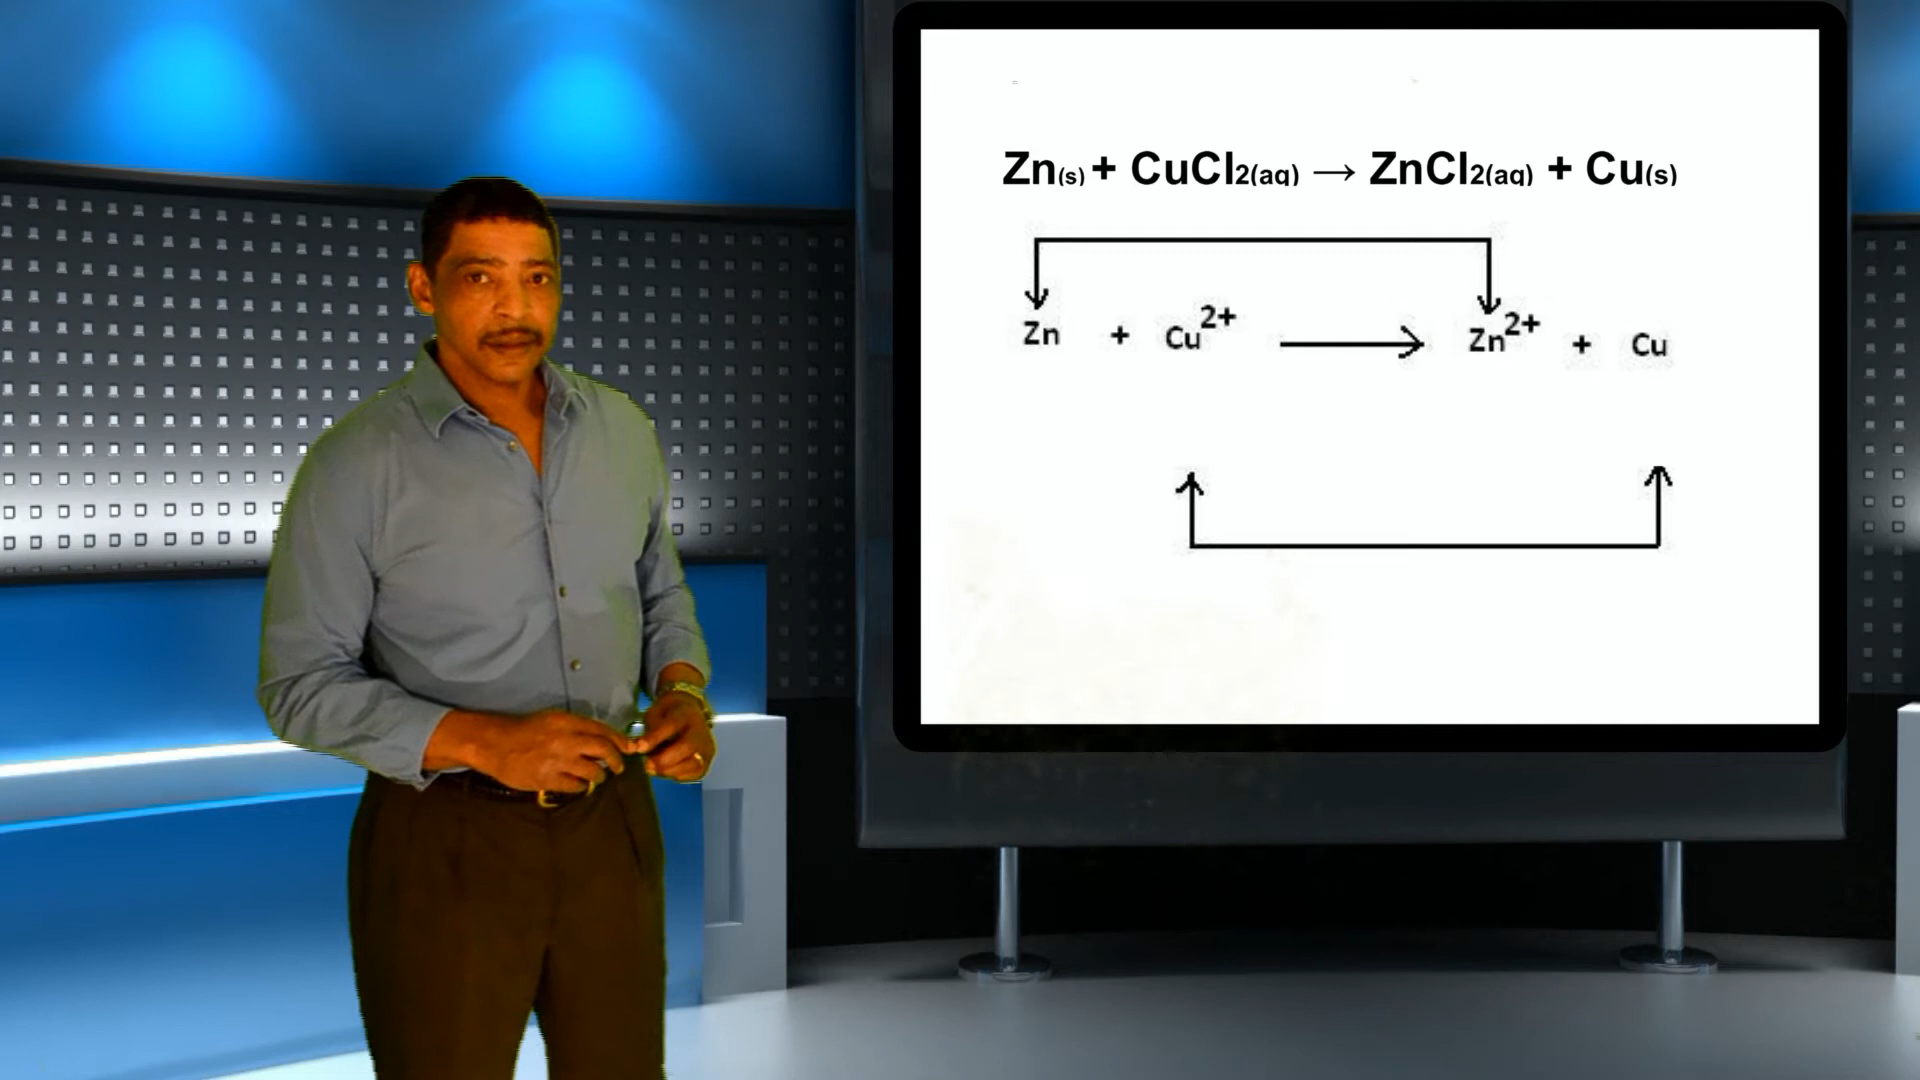 Zn(s) + CuCl2(aq) → ZnCl2(aq) + Cu(s)
Zn + Cu2+ → Zn2+ + Cu